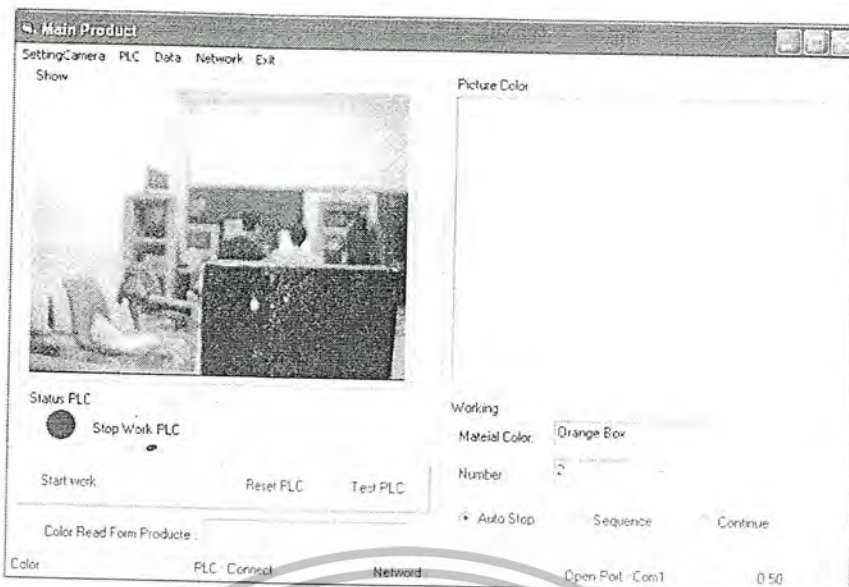 Main Product
SettingCamera PLC Data Network Exit
Show
Picture Color
Status PLC
Stop Work PLC
Start work Reset PLC Test PLC
Color Read Form Producte :
Working
Mateial Color: Orange Box
Number 2
Auto Stop Sequence Continue
Color PLC : Connect Netword : Open Port : Com1 0:50